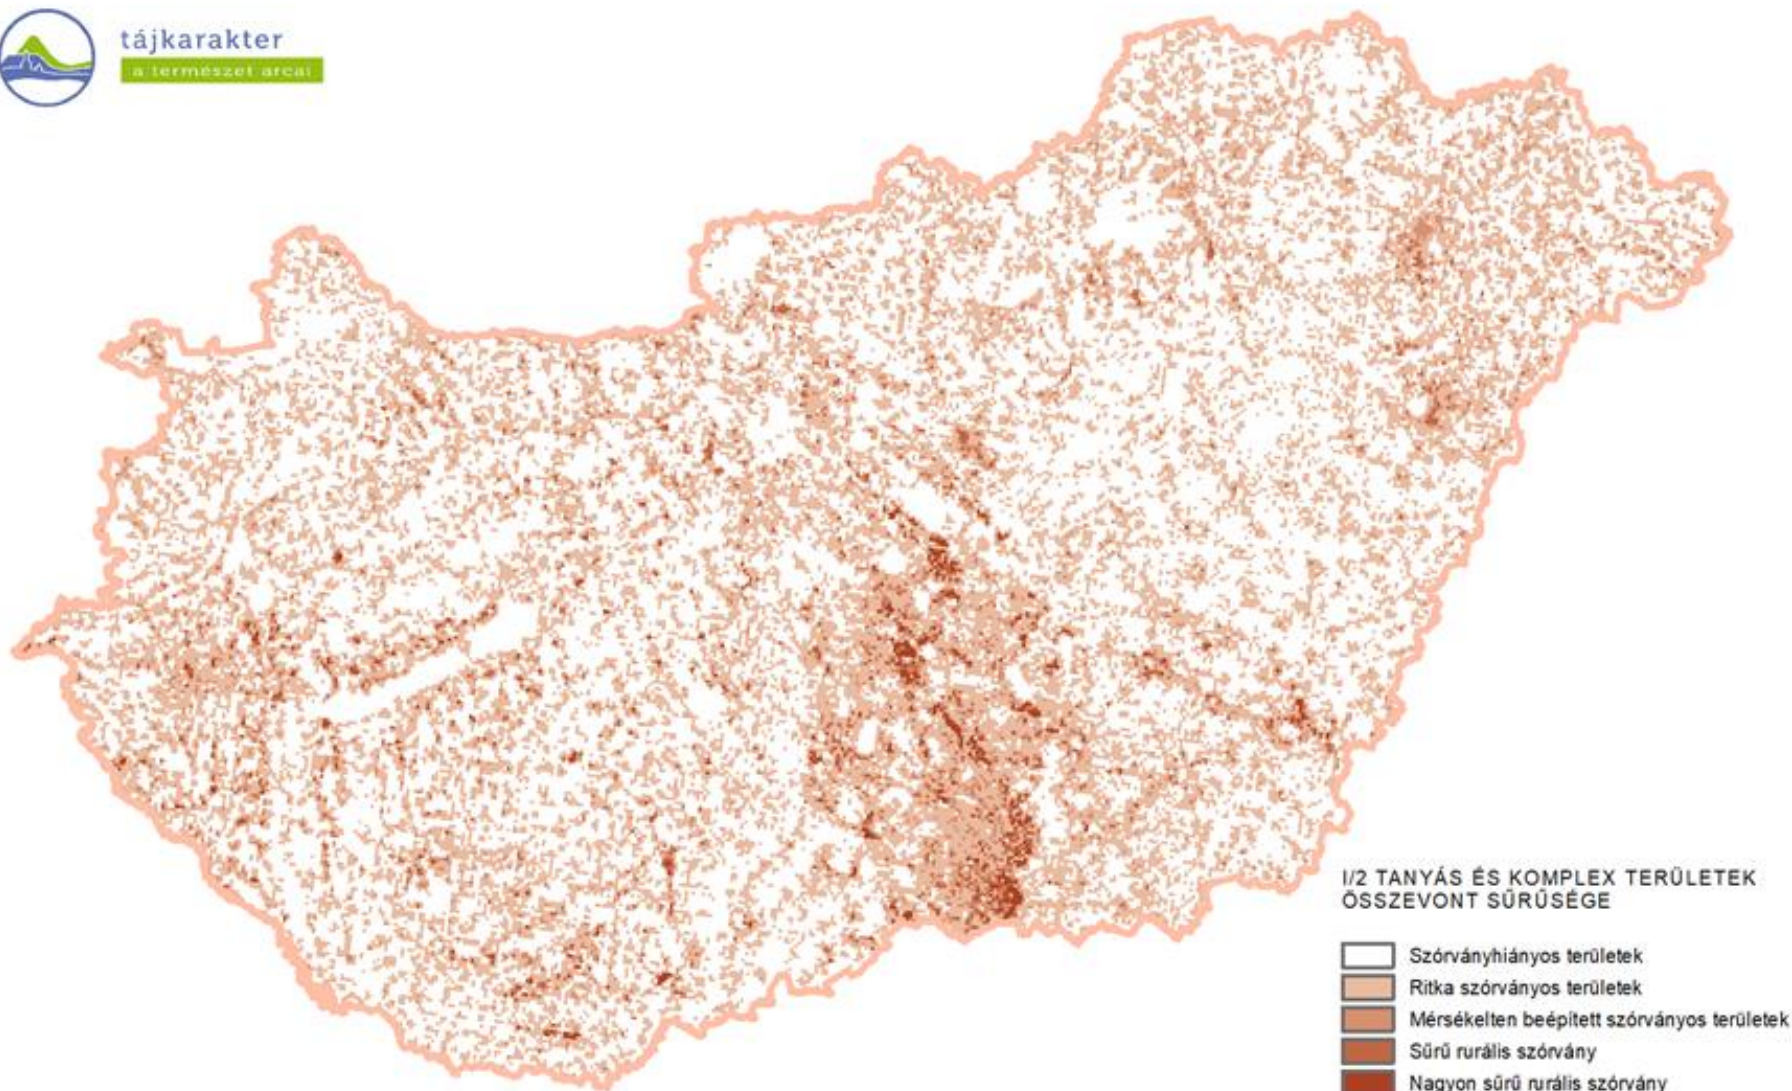 tájkarakter
a természet arcai
I/2 TANYÁS ÉS KOMPLEX TERÜLETEK
ÖSSZEVONT SŰRŰSÉGE
Szórványhiányos területek
Ritka szórványos területek
Mérsékelten beépített szórványos területek
Sűrű rurális szórvány
Nagyon sűrű rurális szórvány